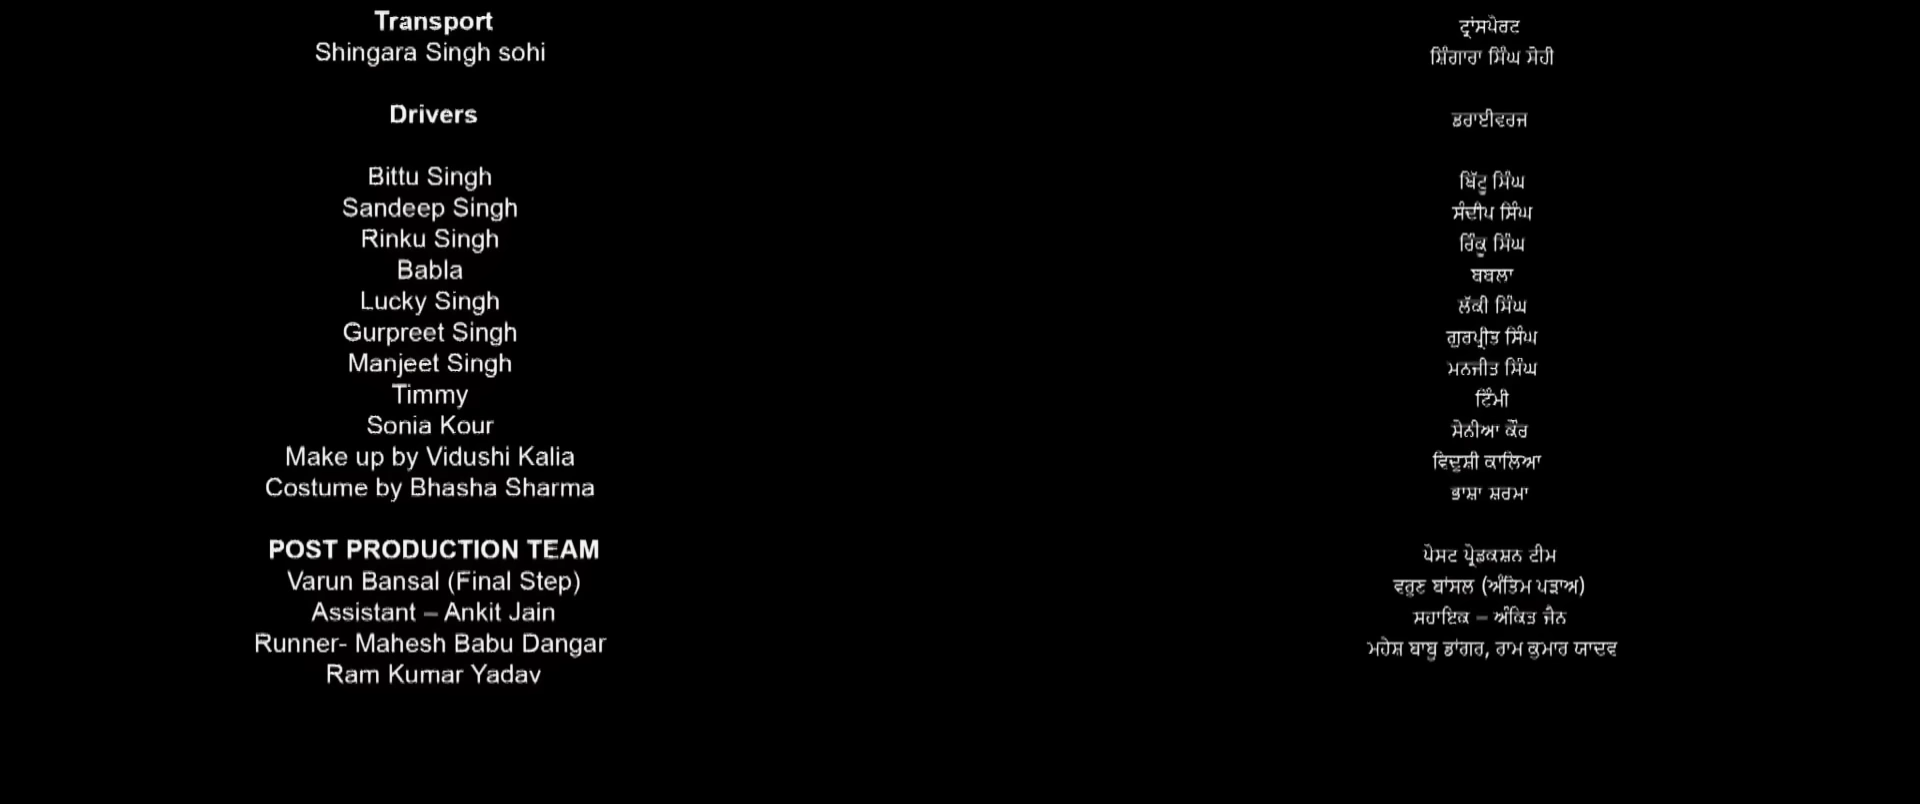 Transport
Shingara Singh sohi
Drivers
Bittu Singh
Sandeep Singh
Rinku Singh
Babla
Lucky Singh
Gurpreet Singh
Manjeet Singh
Timmy
Sonia Kour
Make up by Vidushi Kalia
Costume by Bhasha Sharma
POST PRODUCTION TEAM
Varun Bansal (Final Step)
Assistant – Ankit Jain
Runner- Mahesh Babu Dangar
Ram Kumar Yadav
ਟ੍ਰਾਂਸਪੋਰਟ
ਸ਼ਿੰਗਾਰਾ ਸਿੰਘ ਸੋਹੀ
ਡਰਾਈਵਰਜ
ਬਿੱਟੂ ਸਿੰਘ
ਸੰਦੀਪ ਸਿੰਘ
ਰਿੰਕੂ ਸਿੰਘ
ਬਬਲਾ
ਲੱਕੀ ਸਿੰਘ
ਗੁਰਪ੍ਰੀਤ ਸਿੰਘ
ਮਨਜੀਤ ਸਿੰਘ
ਟਿੰਮੀ
ਸੋਨੀਆ ਕੌਰ
ਵਿਦੁਸ਼ੀ ਕਾਲਿਆ
ਭਾਸ਼ਾ ਸ਼ਰਮਾ
ਪੋਸਟ ਪ੍ਰੋਡਕਸ਼ਨ ਟੀਮ
ਵਰੁਣ ਬਾਂਸਲ (ਅੰਤਿਮ ਪੜਾਅ)
ਸਹਾਇਕ – ਅੰਕਿਤ ਜੈਨ
ਮਹੇਸ਼ ਬਾਬੂ ਡਾਂਗਰ, ਰਾਮ ਕੁਮਾਰ ਯਾਦਵ